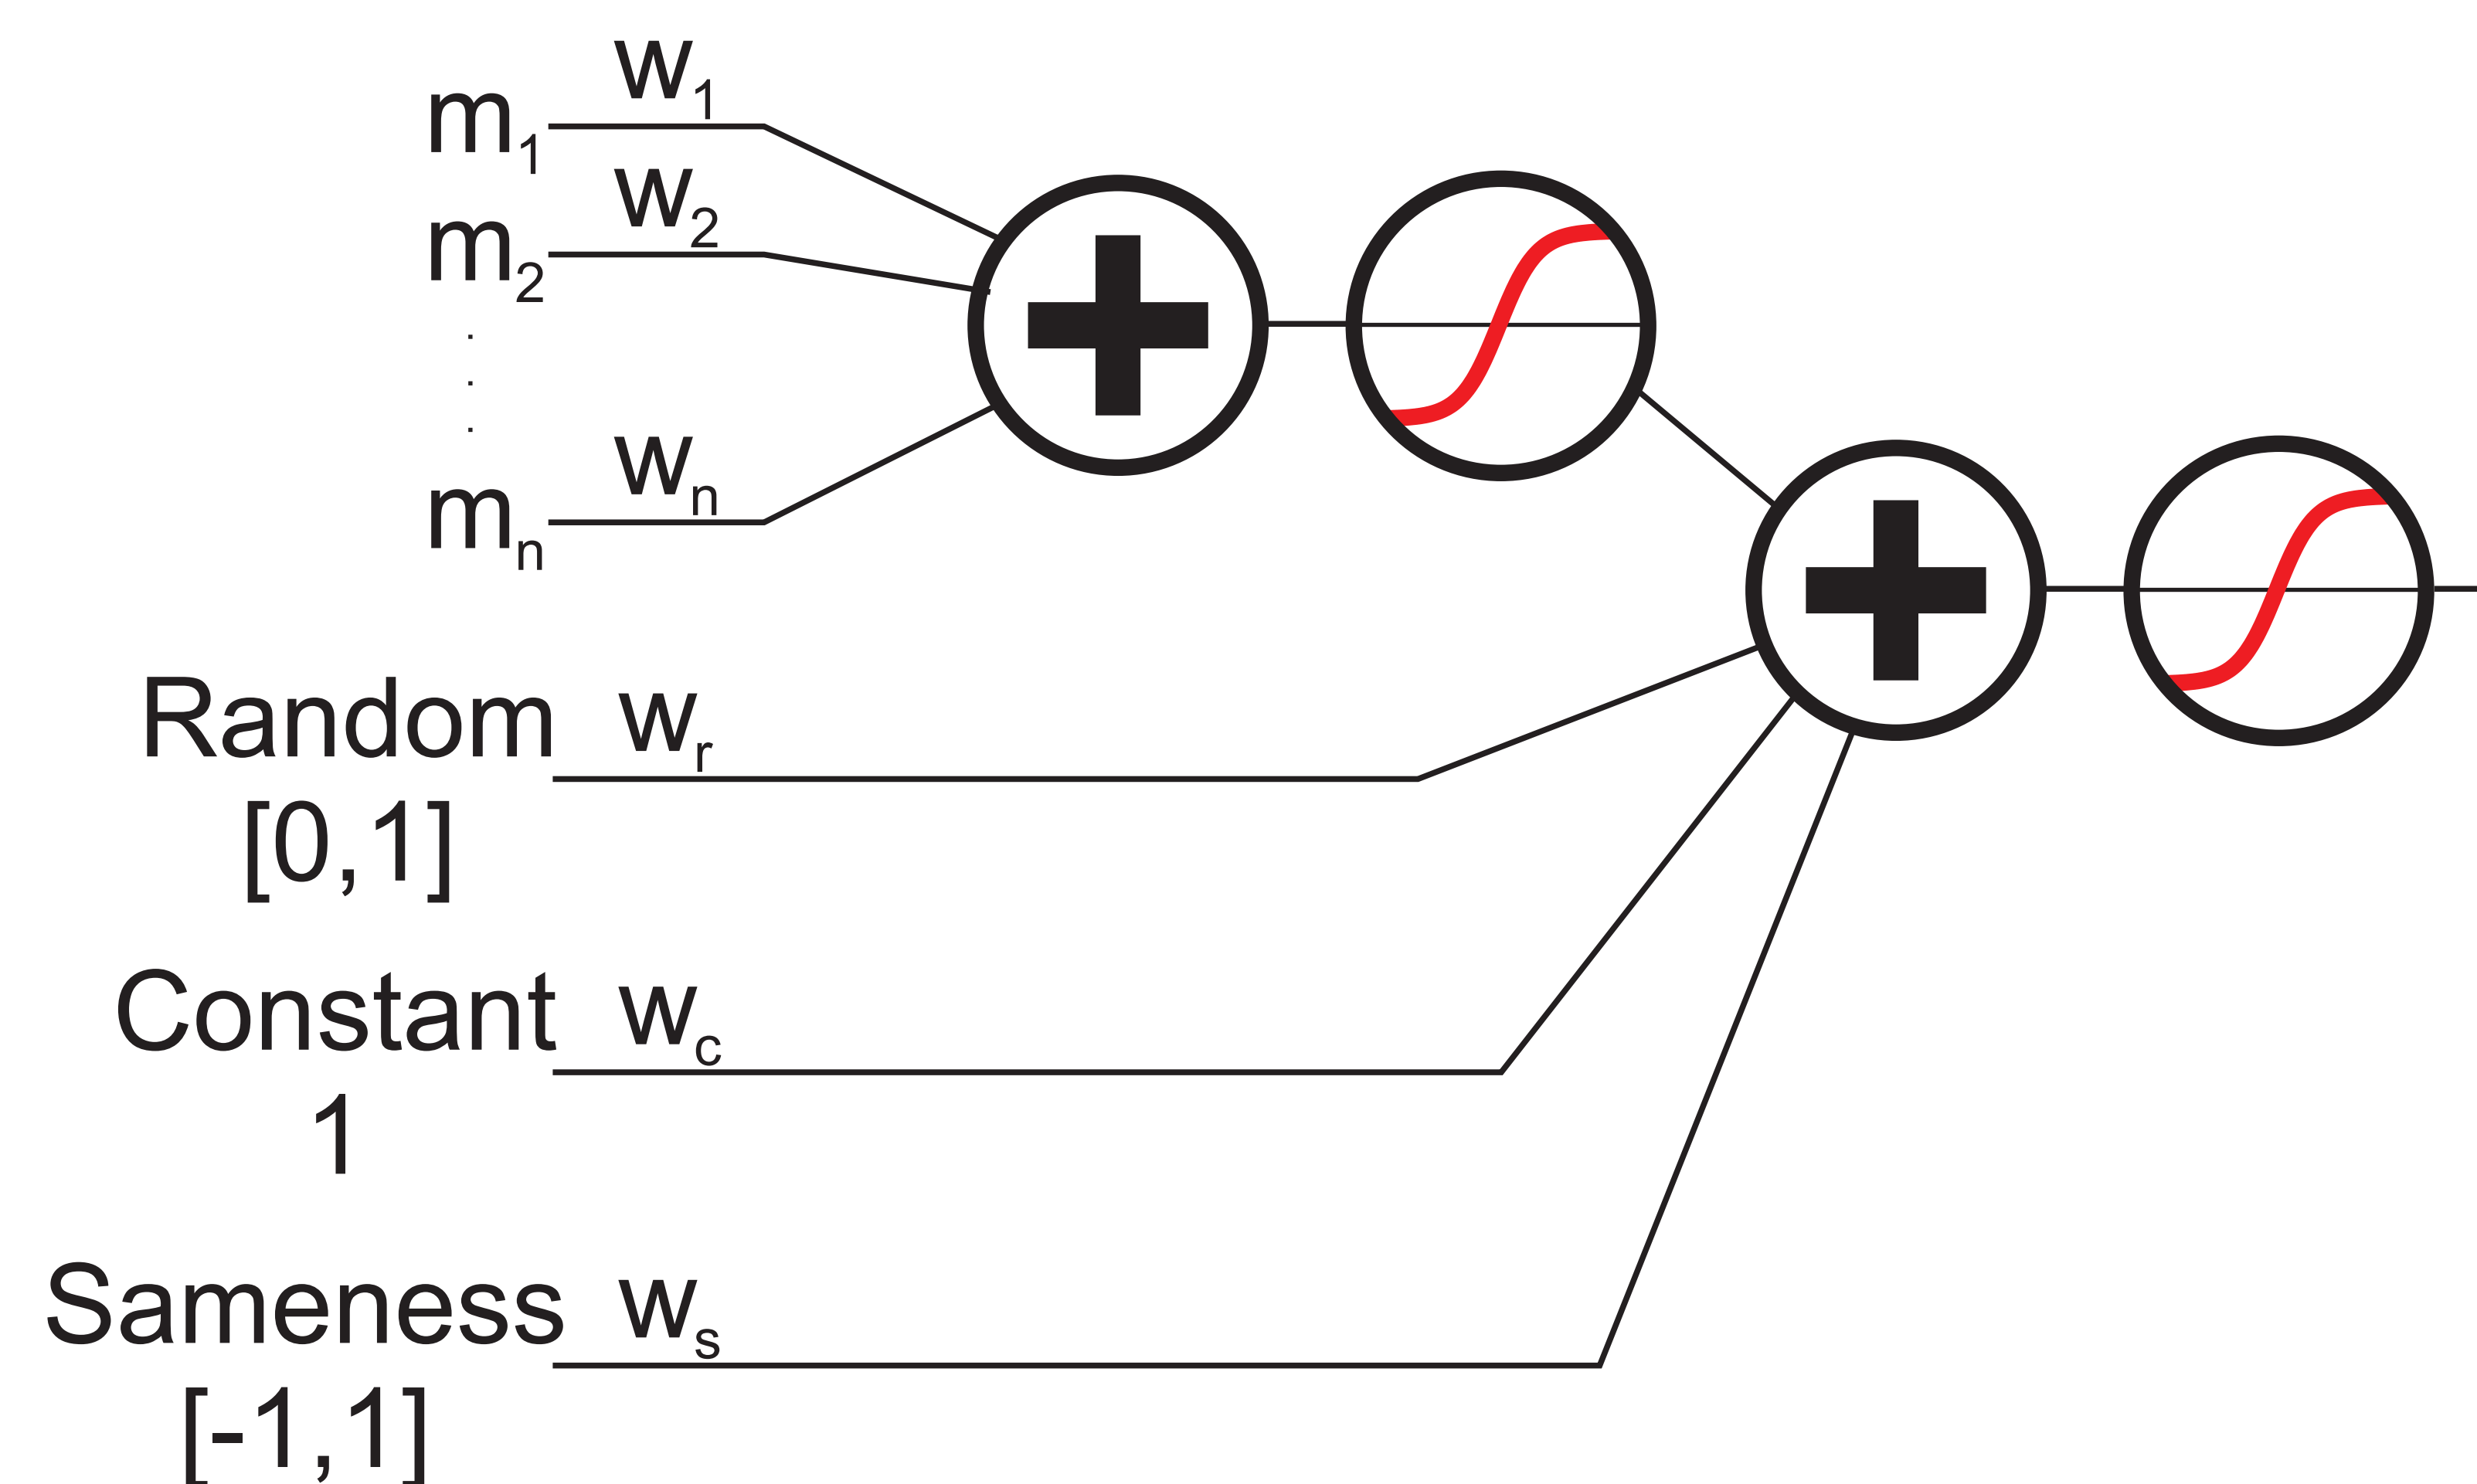 w1
m1
w2
m2
.
.
.
wn
mn
Random wr
[0,1]
Constant wc
1
Sameness ws
[-1,1]